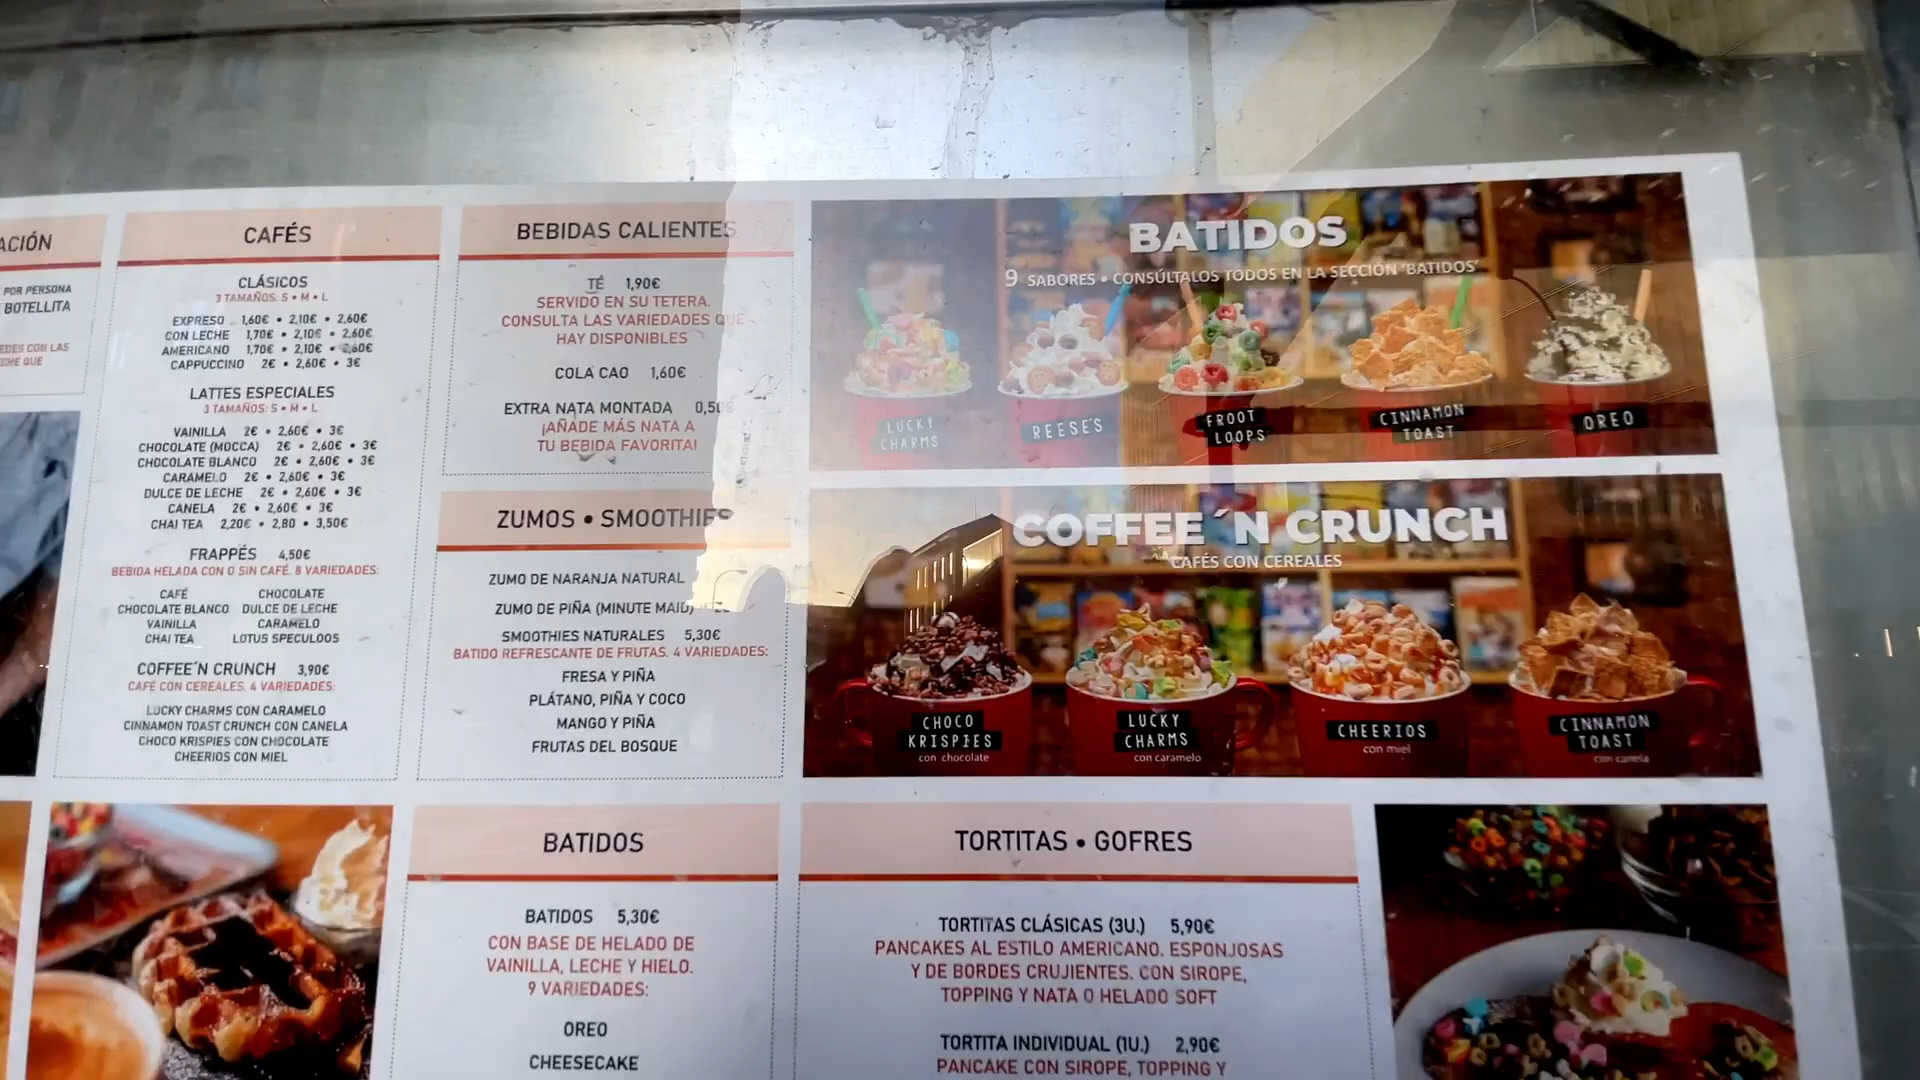 ACIÓN
POR PERSONA
BOTELLITA
EDES CON LAS
CHE QUE
CAFÉS
CLÁSICOS
3 TAMAÑOS: S • M • L
EXPRESO 1,60€ • 2,10€ • 2,60€
CON LECHE 1,70€ • 2,10€ • 2,60€
AMERICANO 1,70€ • 2,10€ • 2,60€
CAPPUCCINO 2€ • 2,60€ • 3€
LATTES ESPECIALES
3 TAMAÑOS: S • M • L
VAINILLA 2€ • 2,60€ • 3€
CHOCOLATE (MOCCA) 2€ • 2,60€ • 3€
CHOCOLATE BLANCO 2€ • 2,60€ • 3€
CARAMELO 2€ • 2,60€ • 3€
DULCE DE LECHE 2€ • 2,60€ • 3€
CANELA 2€ • 2,60€ • 3€
CHAI TEA 2,20€ • 2,80 • 3,50€
FRAPPÉS 4,50€
BEBIDA HELADA CON O SIN CAFÉ. 8 VARIEDADES:
CAFÉ CHOCOLATE
CHOCOLATE BLANCO DULCE DE LECHE
VAINILLA CARAMELO
CHAI TEA LOTUS SPECULOOS
COFFEE´N CRUNCH 3,90€
CAFÉ CON CEREALES. 4 VARIEDADES:
LUCKY CHARMS CON CARAMELO
CINNAMON TOAST CRUNCH CON CANELA
CHOCO KRISPIES CON CHOCOLATE
CHEERIOS CON MIEL
BEBIDAS CALIENTES
TÉ 1,90€
SERVIDO EN SU TETERA.
CONSULTA LAS VARIEDADES QUE
HAY DISPONIBLES
COLA CAO 1,60€
EXTRA NATA MONTADA 0,50€
¡AÑADE MÁS NATA A
TU BEBIDA FAVORITA!
ZUMOS • SMOOTHIES
ZUMO DE NARANJA NATURAL
ZUMO DE PIÑA (MINUTE MAID)
SMOOTHIES NATURALES 5,30€
BATIDO REFRESCANTE DE FRUTAS. 4 VARIEDADES:
FRESA Y PIÑA
PLÁTANO, PIÑA Y COCO
MANGO Y PIÑA
FRUTAS DEL BOSQUE
BATIDOS
9 SABORES • CONSÚLTALOS TODOS EN LA SECCIÓN 'BATIDOS'
LUCKY
CHARMS
REESE'S
FROOT
LOOPS
CINNAMON
TOAST
OREO
COFFEE ´N CRUNCH
CAFÉS CON CEREALES
CHOCO
KRISPIES
con chocolate
LUCKY
CHARMS
con caramelo
CHEERIOS
con miel
CINNAMON
TOAST
con canela
BATIDOS
BATIDOS 5,30€
CON BASE DE HELADO DE
VAINILLA, LECHE Y HIELO.
9 VARIEDADES:
OREO
CHEESECAKE
TORTITAS • GOFRES
TORTITAS CLÁSICAS (3U.) 5,90€
PANCAKES AL ESTILO AMERICANO. ESPONJOSAS
Y DE BORDES CRUJIENTES. CON SIROPE,
TOPPING Y NATA O HELADO SOFT
TORTITA INDIVIDUAL (1U.) 2,90€
PANCAKE CON SIROPE, TOPPING Y